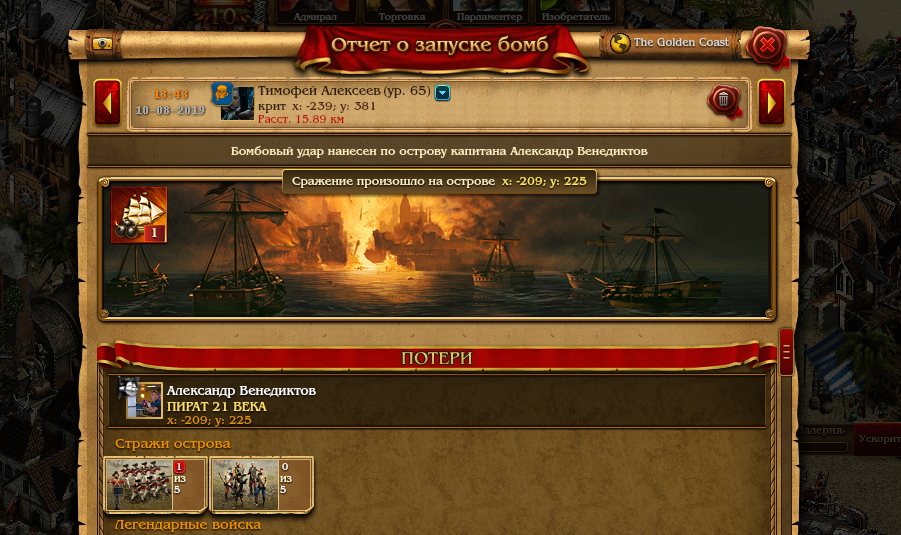 10
Адмирал
Торговка
Парламентер
Изобретатель
Отчет о запуске бомб
The Golden Coast
13:43
10-08-2019
Тимофей Алексеев (ур. 65)
крит x: -239; y: 381
Расст. 15.89 км
Бомбовый удар нанесен по острову капитана Александр Венедиктов
Сражение произошло на острове x: -209; y: 225
1
ПОТЕРИ
Александр Венедиктов
ПИРАТ 21 ВЕКА
x: -209; y: 225
Стражи острова
1
из
5
0
из
5
Ускорит
Легендарные войска